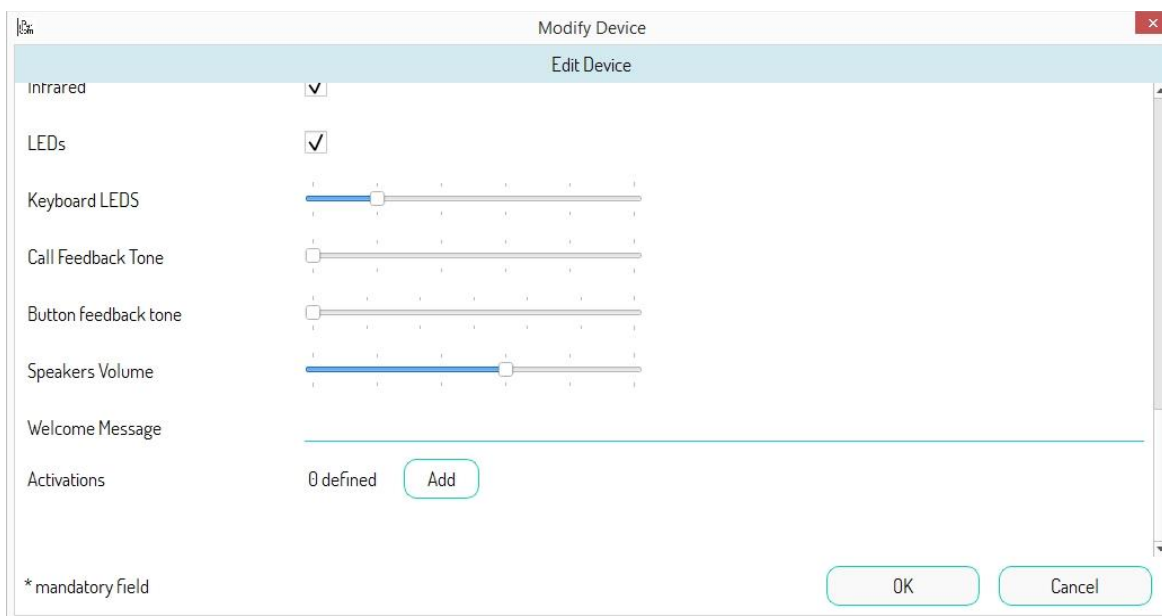 Modify Device
Edit Device
Infrared
LEDs
Keyboard LEDS
Call Feedback Tone
Button feedback tone
Speakers Volume
Welcome Message
Activations 0 defined Add
* mandatory field OK Cancel